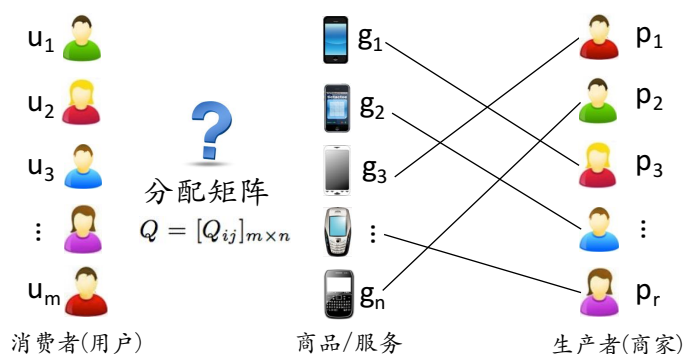 u1 g1 p1
u2 g2 p2
u3 g3 p3
分配矩阵
⋮ Q = [Qij]m×n ⋮ ⋮
um gn pr
消费者(用户) 商品/服务 生产者(商家)